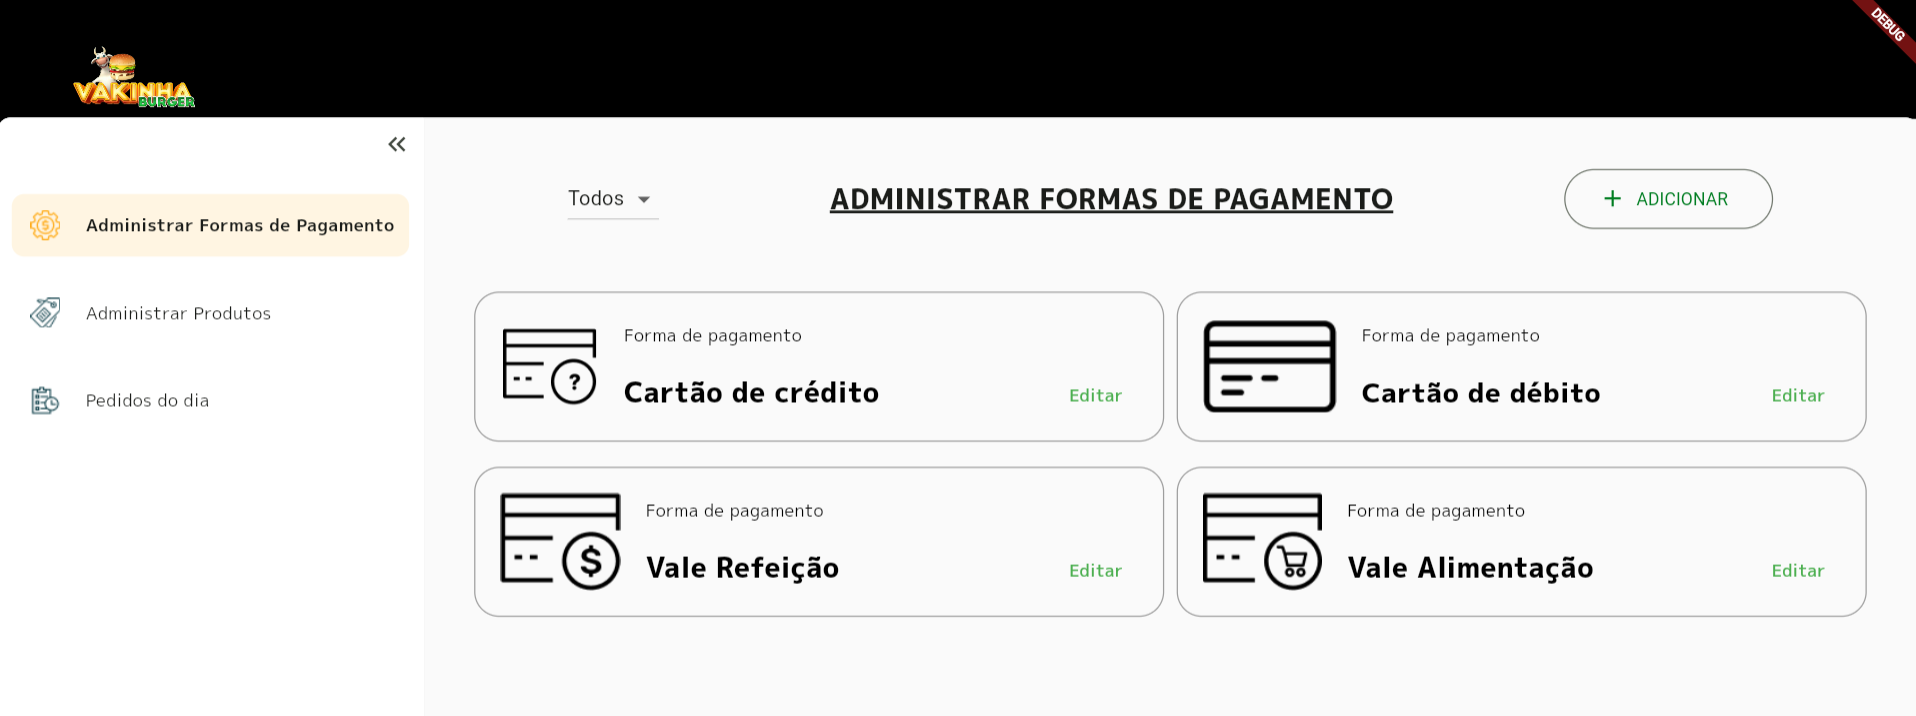 DEBUG
VAKINHA
BURGER
Administrar Formas de Pagamento
Administrar Produtos
Pedidos do dia
Todos
ADMINISTRAR FORMAS DE PAGAMENTO
+ ADICIONAR
Forma de pagamento
Cartão de crédito
Editar
?
Forma de pagamento
Cartão de débito
Editar
Forma de pagamento
Vale Refeição
Editar
$
Forma de pagamento
Vale Alimentação
Editar